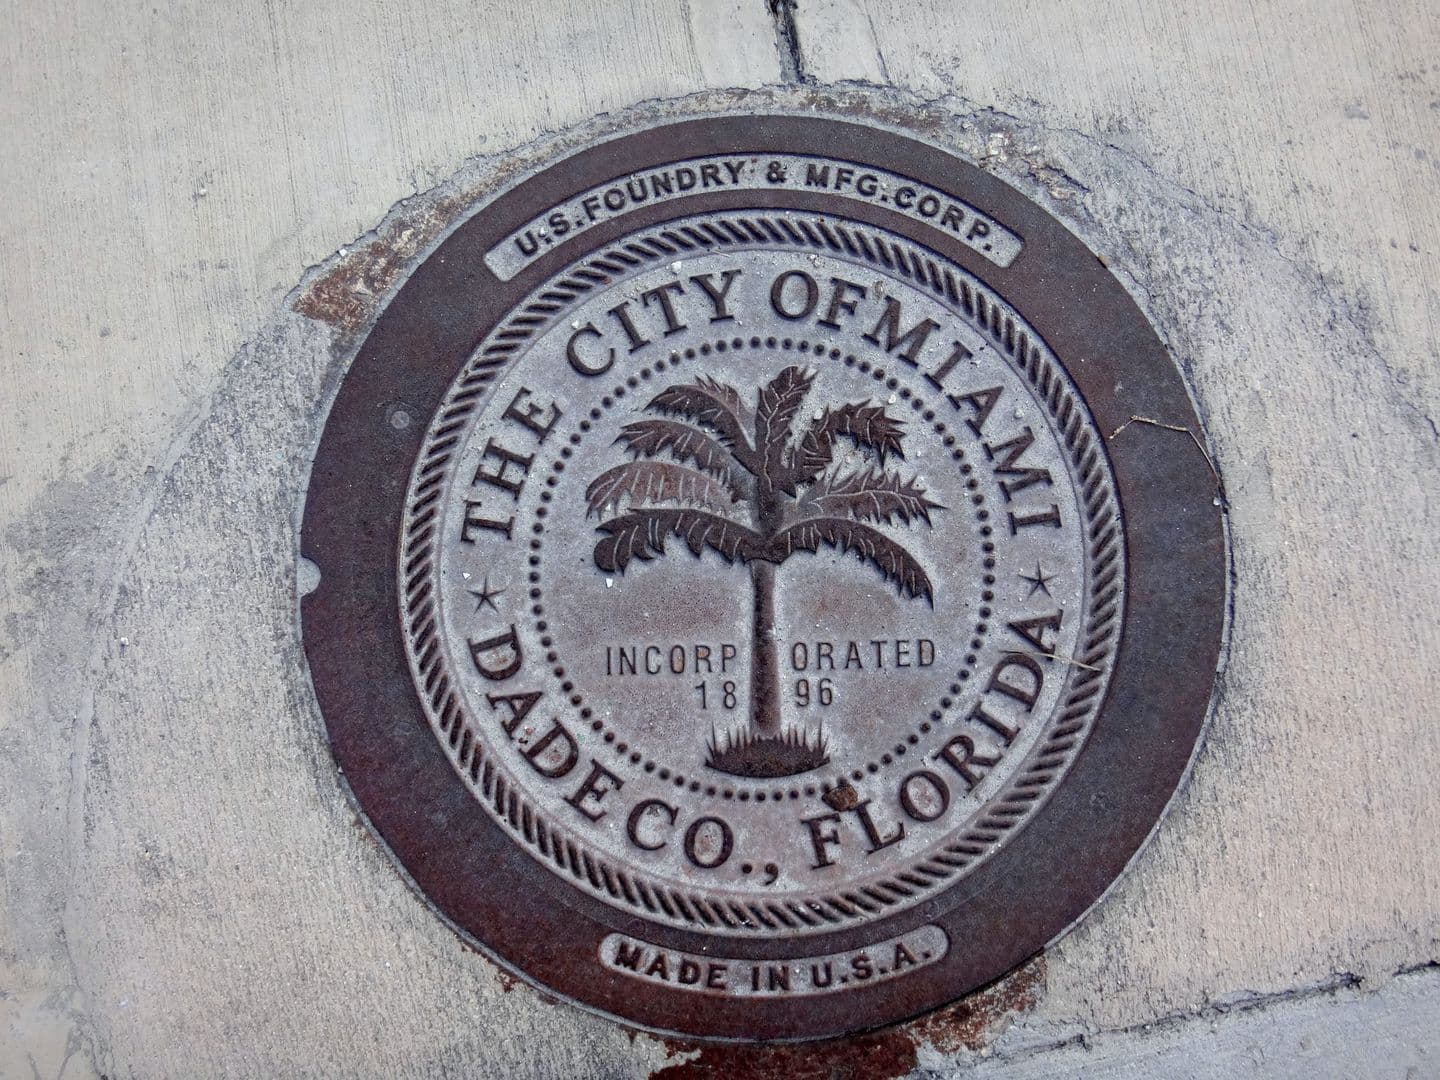 U.S.FOUNDRY & MFG.CORP.
THE CITY OF MIAMI
INCORPORATED
1896
★ DADE CO., FLORIDA ★
MADE IN U.S.A.